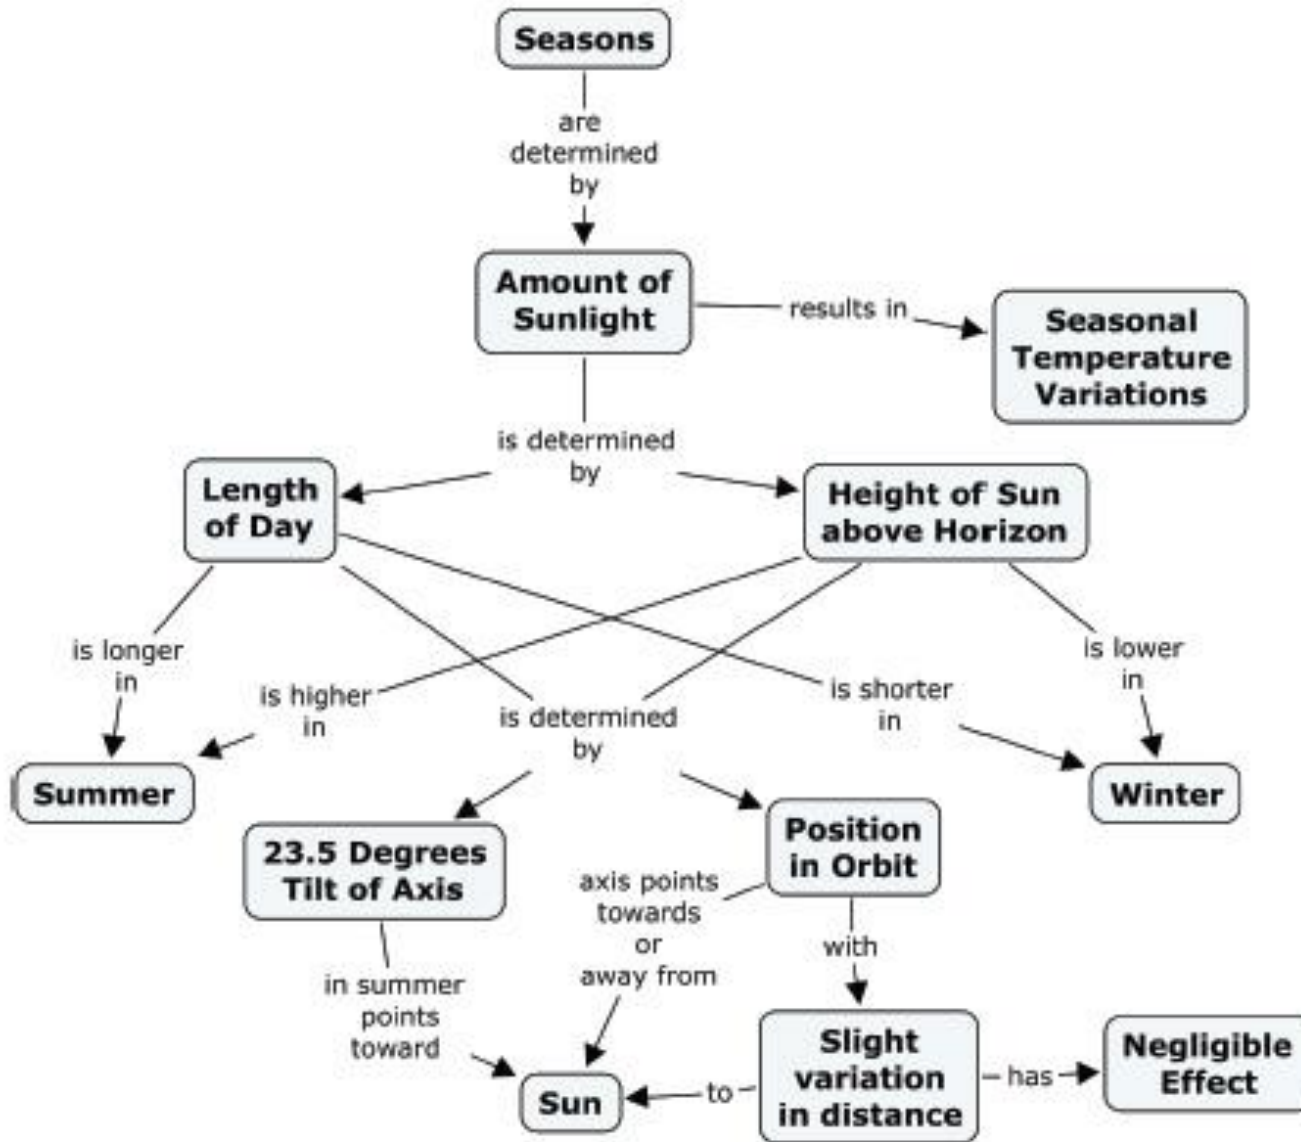 Seasons
are
determined
by
Amount of
Sunlight
results in
Seasonal
Temperature
Variations
is determined
by
Length
of Day
Height of Sun
above Horizon
is longer
in
is higher
in
is determined
by
is shorter
in
is lower
in
Summer
Winter
23.5 Degrees
Tilt of Axis
Position
in Orbit
axis points
towards
or
away from
with
in summer
points
toward
Sun
to
Slight
variation
in distance
has
Negligible
Effect